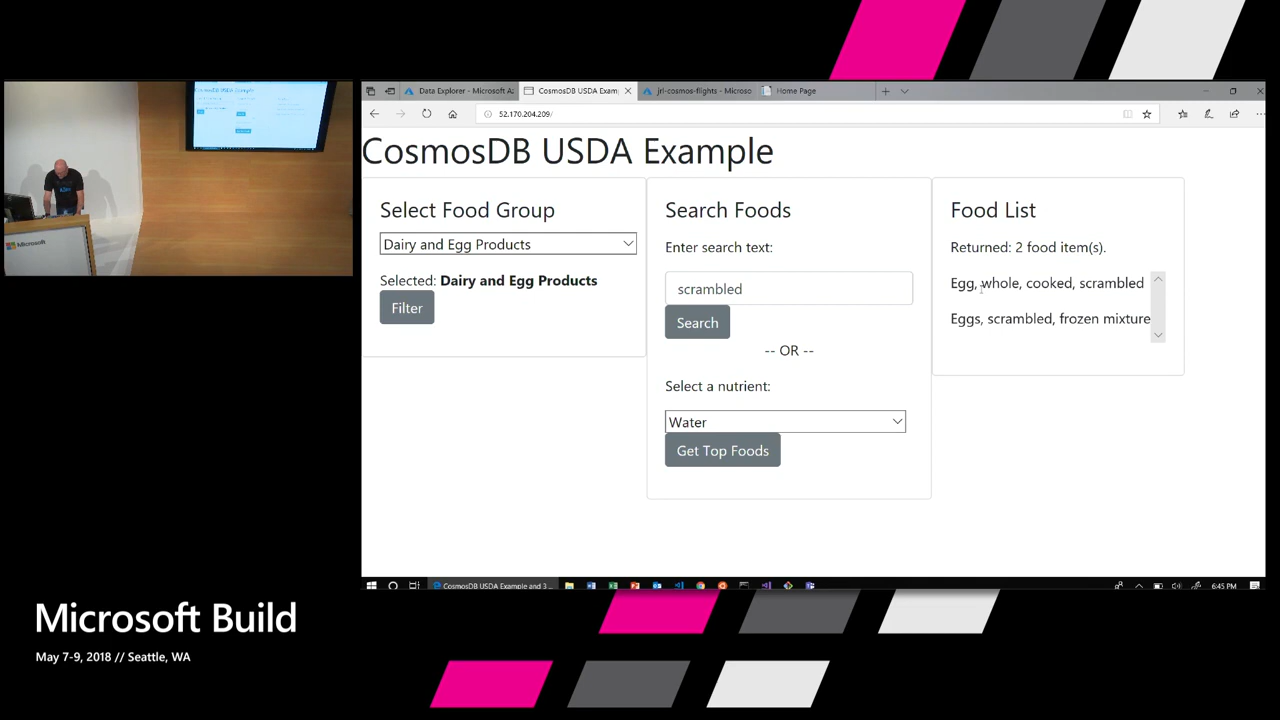 Data Explorer - Microsoft Az
CosmosDB USDA Exam
jrl-cosmos-flights - Microso
Home Page
52.170.204.209/
CosmosDB USDA Example
Select Food Group
Dairy and Egg Products
Selected: Dairy and Egg Products
Filter
Search Foods
Enter search text:
scrambled
Search
-- OR --
Select a nutrient:
Water
Get Top Foods
Food List
Returned: 2 food item(s).
Egg, whole, cooked, scrambled
Eggs, scrambled, frozen mixture
Microsoft
CosmosDB USDA Example and 3 ...
6:45 PM
Microsoft Build
May 7-9, 2018 // Seattle, WA